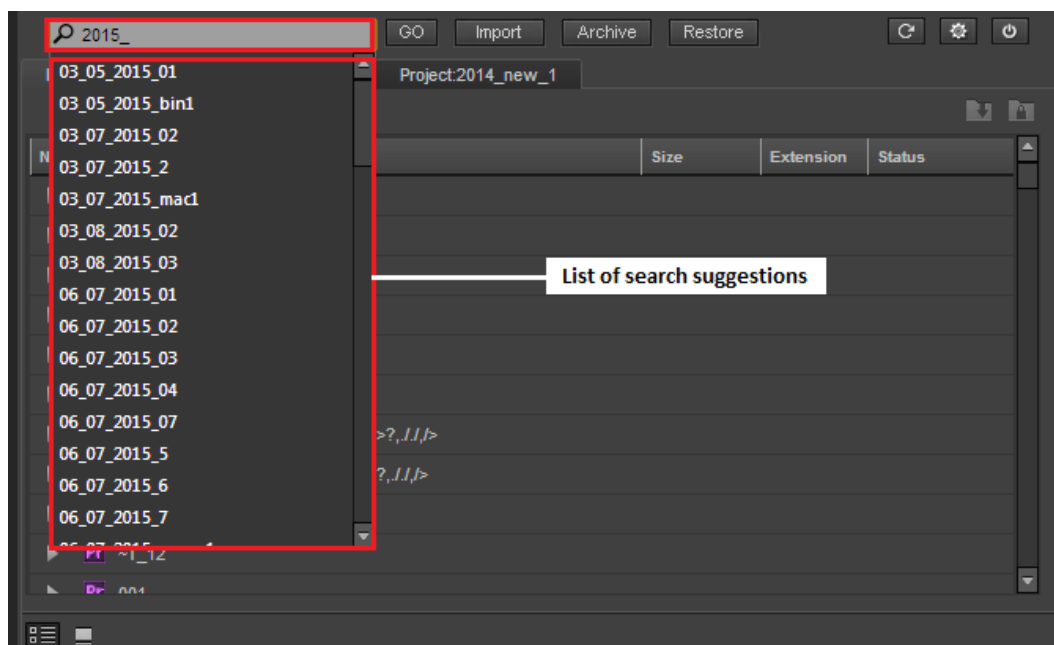 2015_ GO Import Archive Restore
03_05_2015_01 Project:2014_new_1
03_05_2015_bin1
03_07_2015_02
N Size Extension Status
03_07_2015_2
03_07_2015_mac1
03_08_2015_02
03_08_2015_03
List of search suggestions
06_07_2015_01
06_07_2015_02
06_07_2015_03
06_07_2015_04
06_07_2015_07
>?,././,/>
06_07_2015_5
?,././,/>
06_07_2015_6
06_07_2015_7
Pr ~T_12
Pr 001